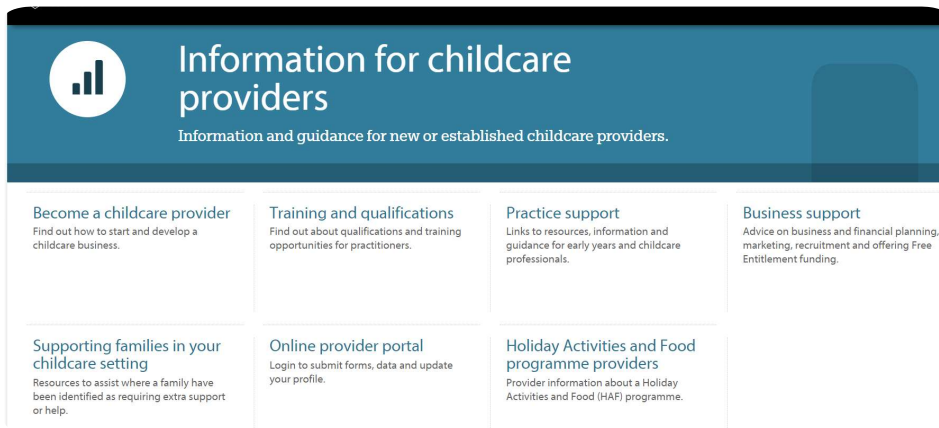 Information for childcare
providers
Information and guidance for new or established childcare providers.
Become a childcare provider
Find out how to start and develop a
childcare business.
Training and qualifications
Find out about qualifications and training
opportunities for practitioners.
Practice support
Links to resources, information and
guidance for early years and childcare
professionals.
Business support
Advice on business and financial planning,
marketing, recruitment and offering Free
Entitlement funding.
Supporting families in your
childcare setting
Resources to assist where a family have
been identified as requiring extra support
or help.
Online provider portal
Login to submit forms, data and update
your profile.
Holiday Activities and Food
programme providers
Provider information about a Holiday
Activities and Food (HAF) programme.